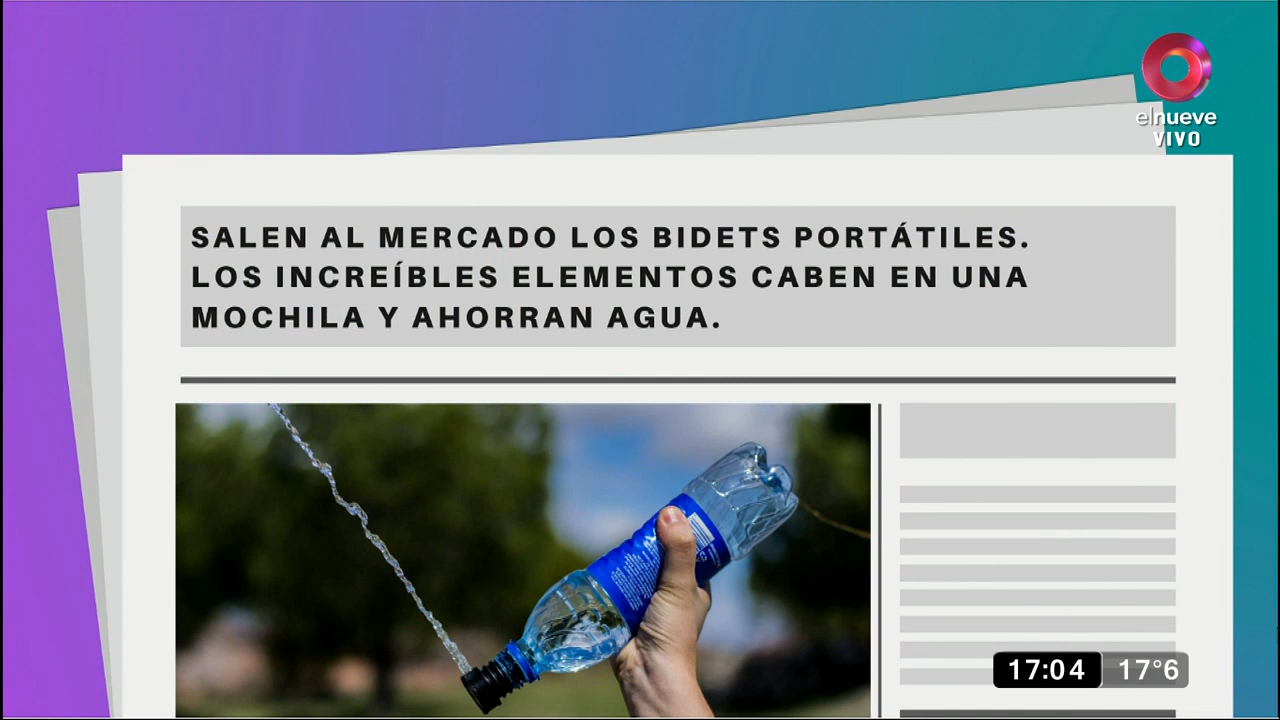 elnueve
VIVO
SALEN AL MERCADO LOS BIDETS PORTÁTILES.
LOS INCREÍBLES ELEMENTOS CABEN EN UNA
MOCHILA Y AHORRAN AGUA.
17:04 17°6